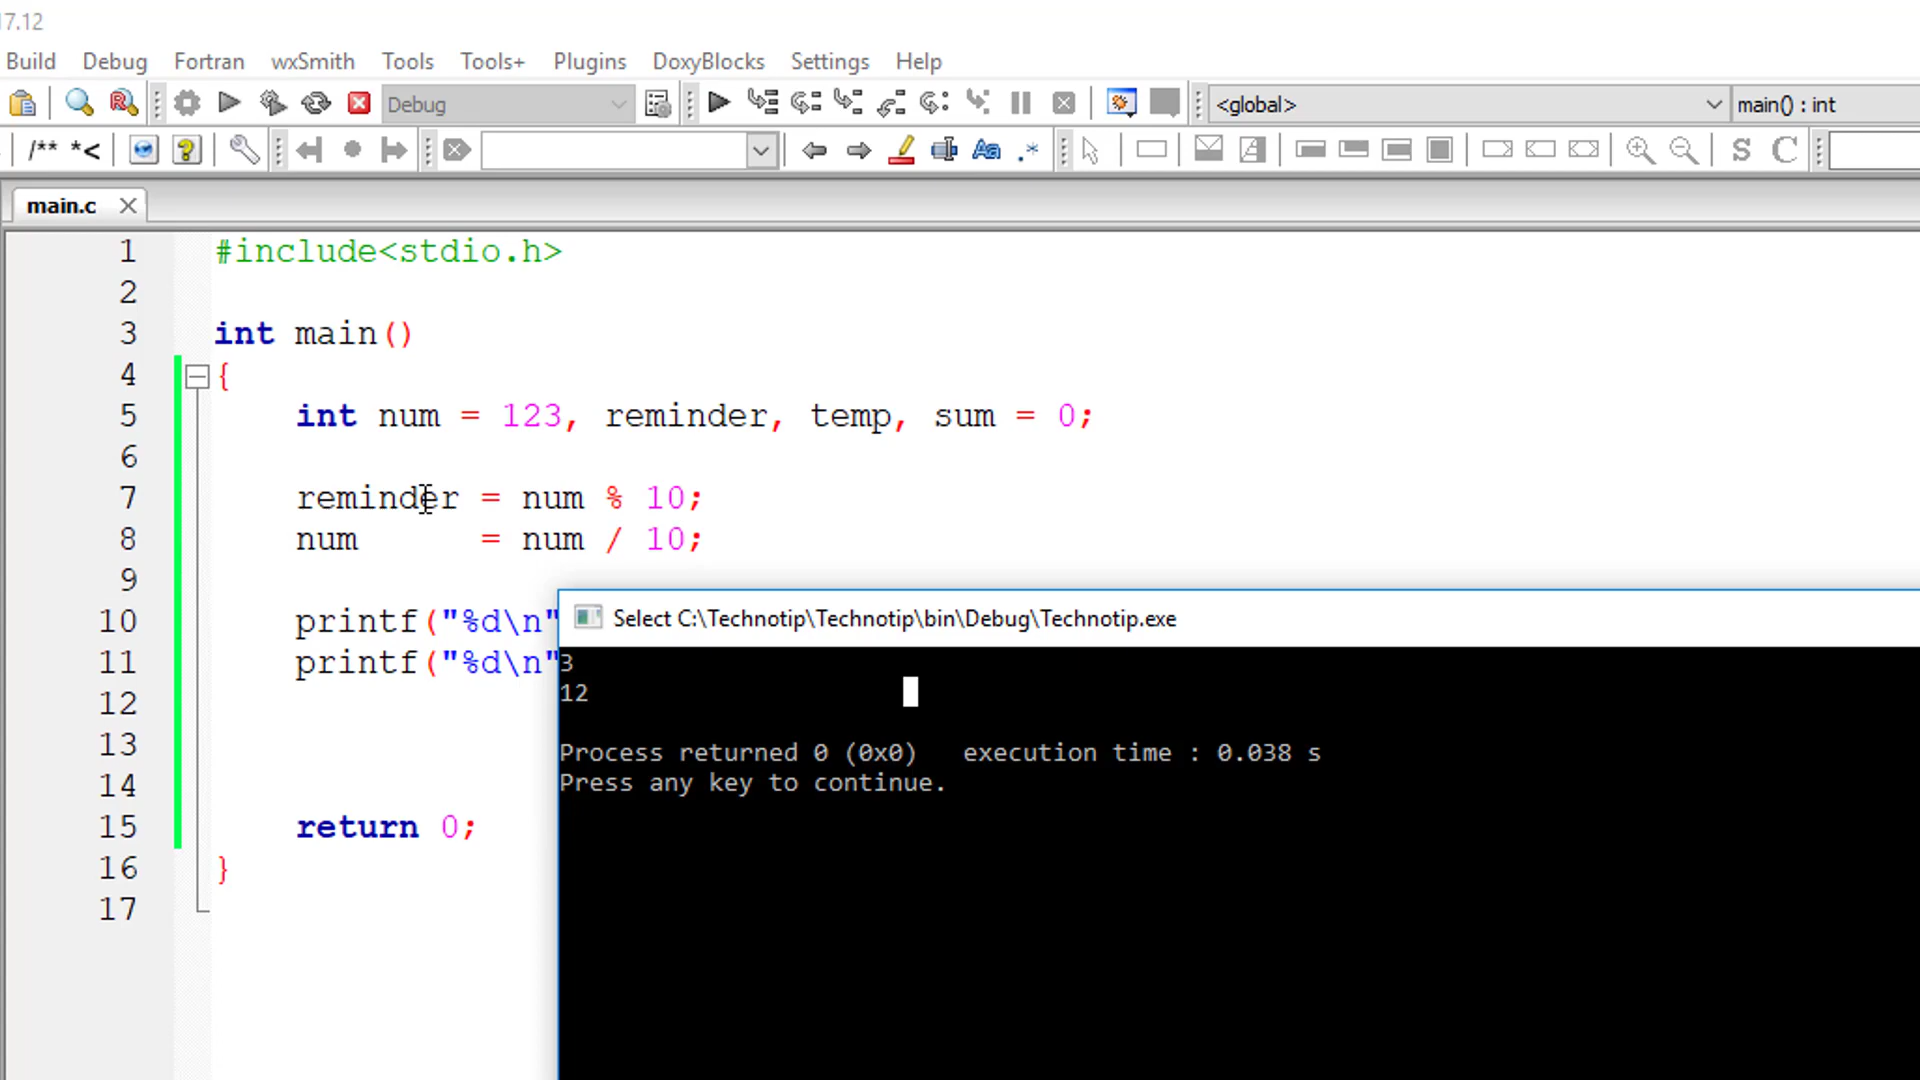 17.12
Build Debug Fortran wxSmith Tools Tools+ Plugins DoxyBlocks Settings Help
Debug <global> main() : int
/** *< Aa .* S C
main.c
1 #include<stdio.h>
2
3 int main()
4 {
5 int num = 123, reminder, temp, sum = 0;
6
7 reminder = num % 10;
8 num = num / 10;
9
10 printf("%d\n"
11 printf("%d\n"
12
13
14
15 return 0;
16 }
17
Select C:\Technotip\Technotip\bin\Debug\Technotip.exe
3
12
Process returned 0 (0x0) execution time : 0.038 s
Press any key to continue.